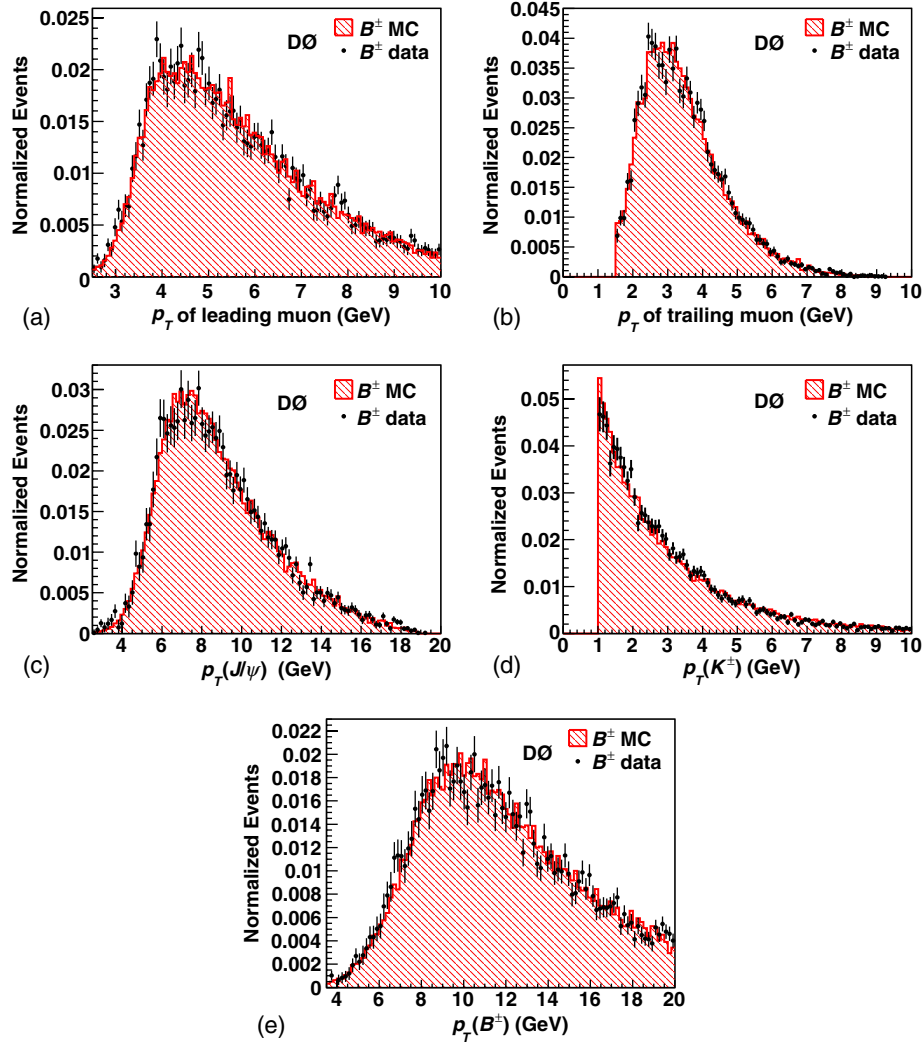 0.025
0.02
0.015
0.01
0.005
0
Normalized Events
DØ
B± MC
B± data
3 4 5 6 7 8 9 10
(a)
pT of leading muon (GeV)
0.045
0.04
0.035
0.03
0.025
0.02
0.015
0.01
0.005
0
Normalized Events
DØ
B± MC
B± data
0 1 2 3 4 5 6 7 8 9 10
(b)
pT of trailing muon (GeV)
0.03
0.025
0.02
0.015
0.01
0.005
0
Normalized Events
DØ
B± MC
B± data
4 6 8 10 12 14 16 18 20
(c)
pT(J/ψ) (GeV)
0.05
0.04
0.03
0.02
0.01
0
Normalized Events
DØ
B± MC
B± data
0 1 2 3 4 5 6 7 8 9 10
(d)
pT(K±) (GeV)
0.022
0.02
0.018
0.016
0.014
0.012
0.01
0.008
0.006
0.004
0.002
0
Normalized Events
DØ
B± MC
B± data
4 6 8 10 12 14 16 18 20
(e)
pT(B±) (GeV)